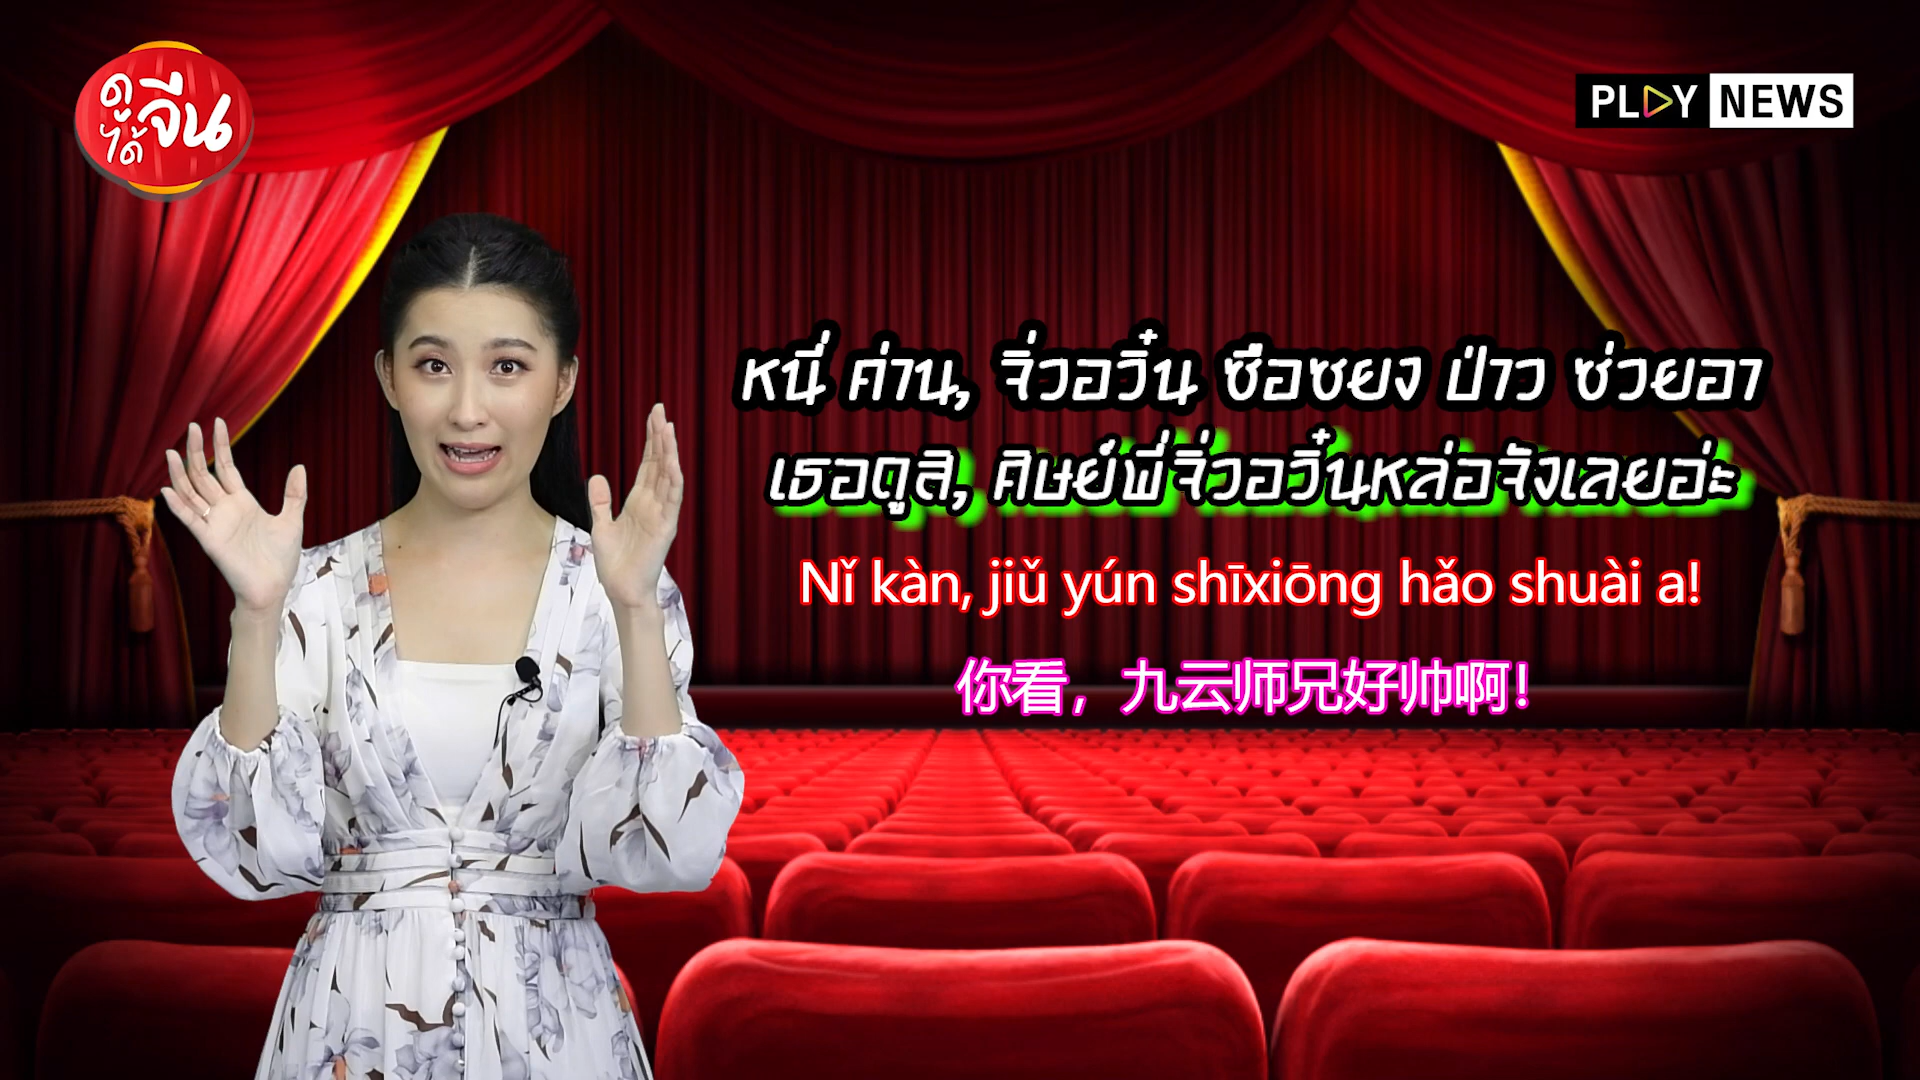 ดู
ได้ จีน
PLAY NEWS
หนี่ ค่าน, จิ่วอวิ๋น ซือซยง ป่าว ซ่วยอา
เธอดูสิ, ศิษย์พี่จิ่วอวิ๋นหล่อจังเลยอ่ะ
Nǐ kàn, jiǔ yún shīxiōng hǎo shuài a!
你看，九云师兄好帅啊！